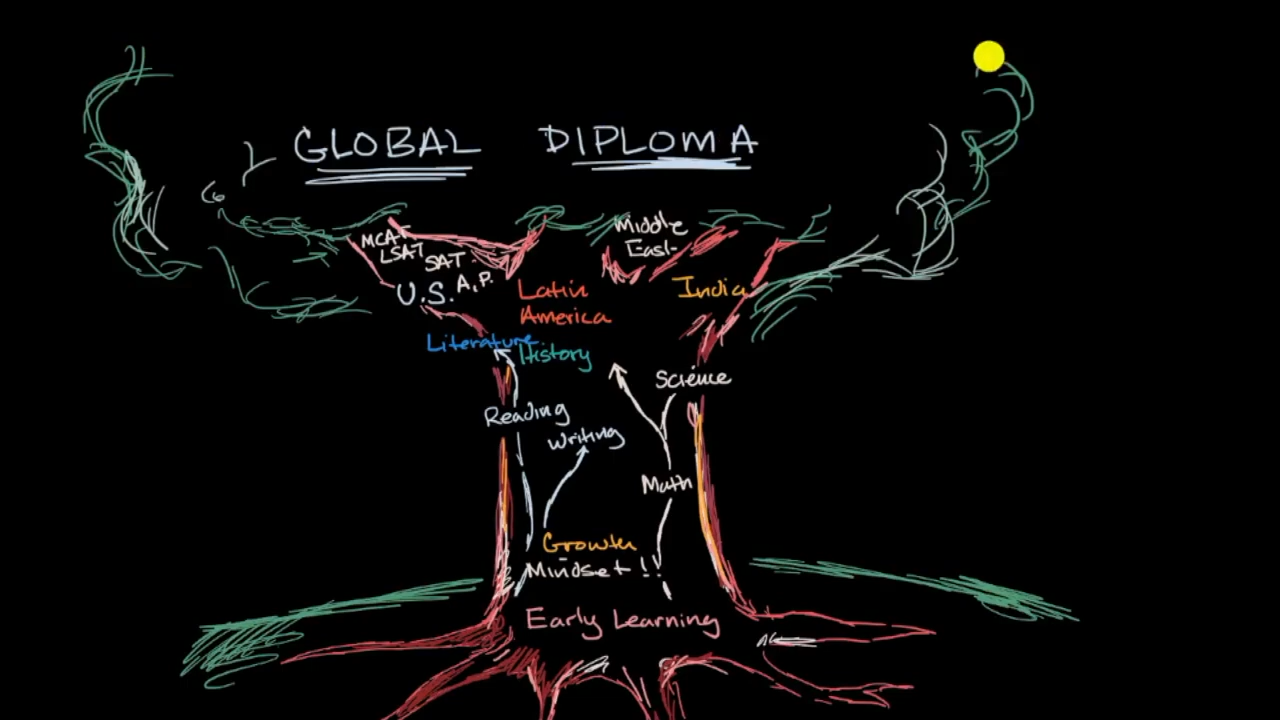 GLOBAL DIPLOMA
MCAT
LSAT
SAT
A.P.
U.S.
Middle
East
Latin
America
India
Literature
History
Science
Reading
Writing
Math
Growth
Mindset!!
Early Learning